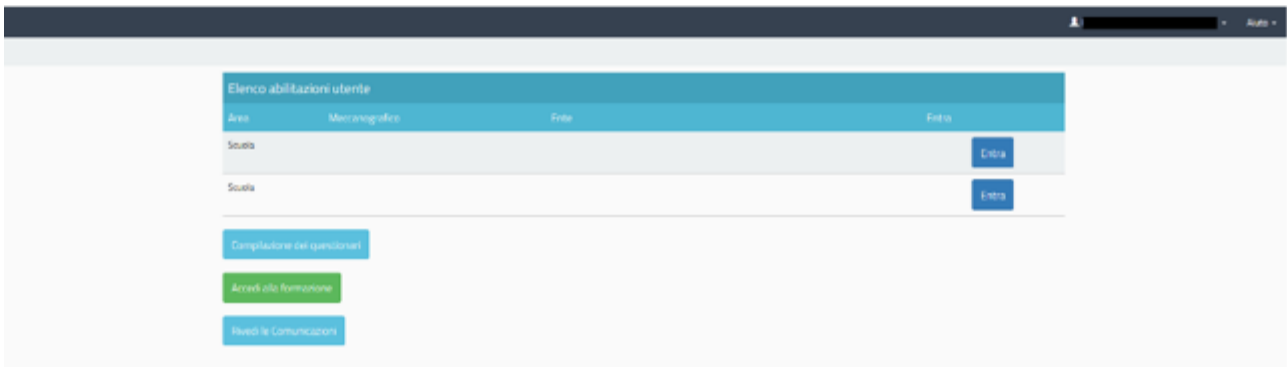 Aiuto
Elenco abilitazioni utente
Area Meccanografico Ente Entra
Scuola
Entra
Scuola
Entra
Compilazione dei questionari
Accedi alla formazione
Rivedi le Comunicazioni